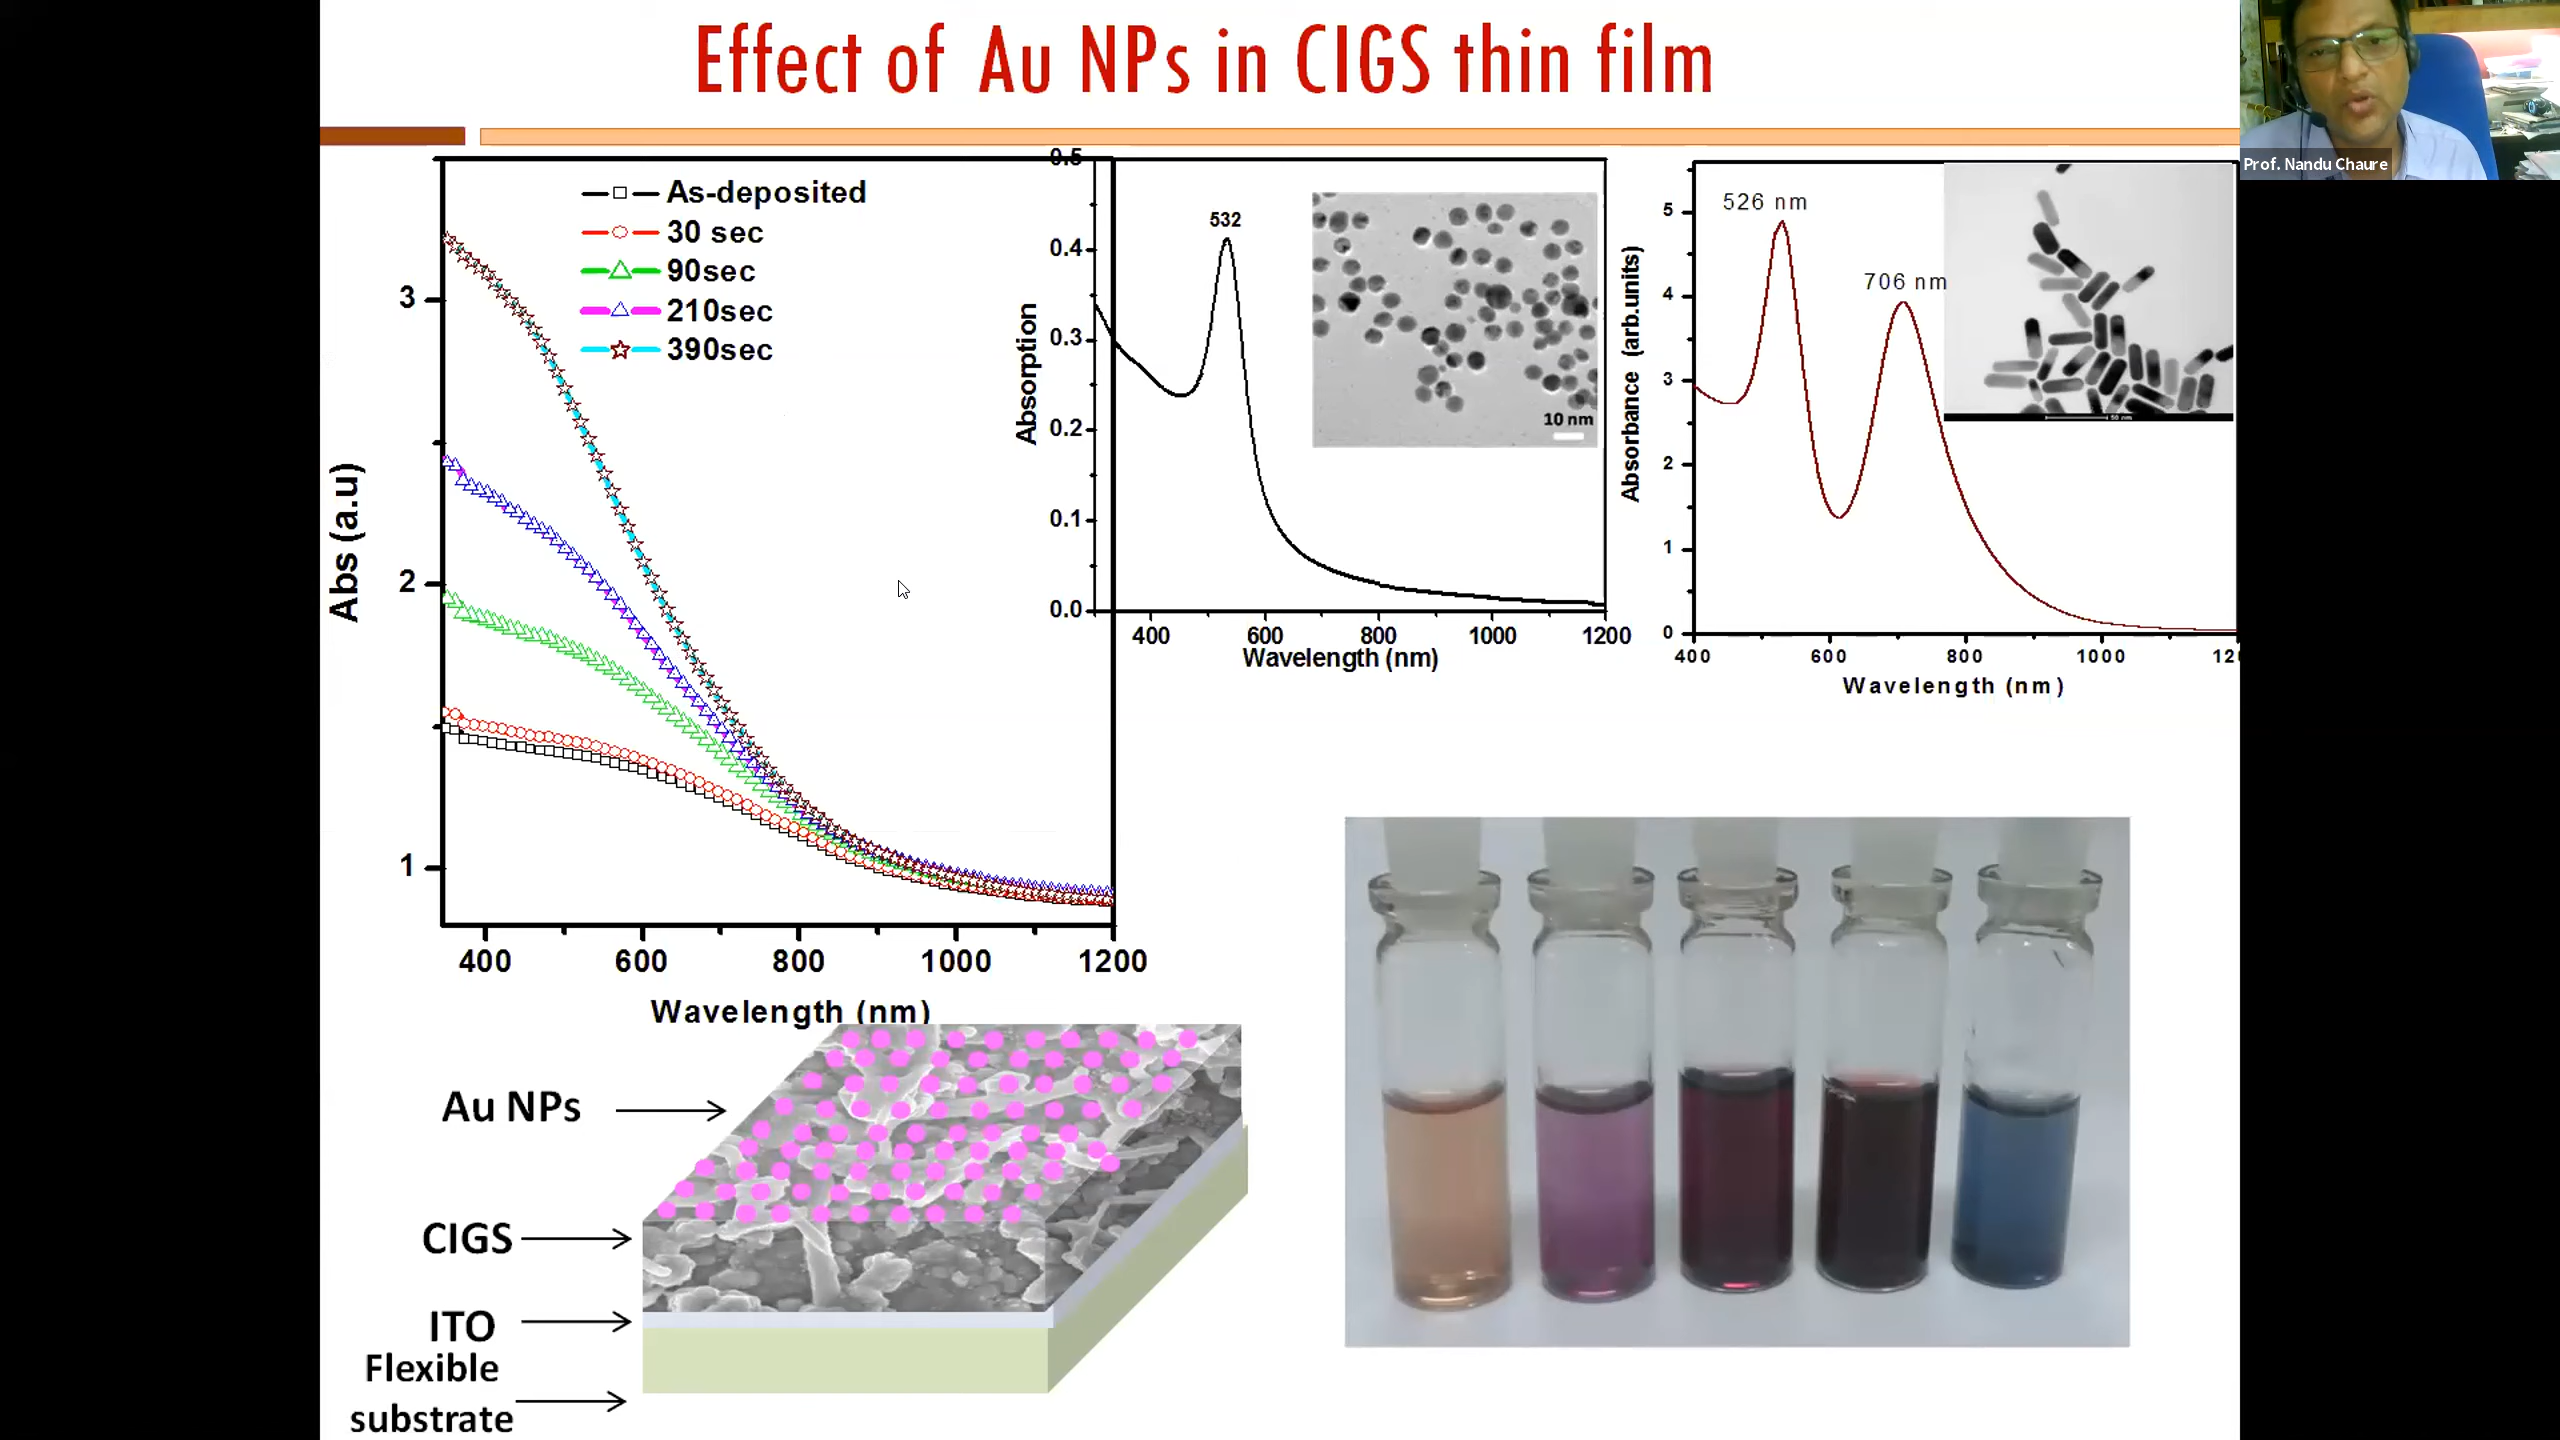 Effect of Au NPs in CIGS thin film
Prof. Nandu Chaure
As-deposited
30 sec
90sec
210sec
390sec
Abs (a.u)
3
2
1
400 600 800 1000 1200
Wavelength (nm)
0.5
0.4
0.3
0.2
0.1
0.0
Absorption
532
10 nm
400 600 800 1000 1200
Wavelength (nm)
526 nm
706 nm
Absorbance (arb.units)
5
4
3
2
1
0
50 nm
400 600 800 1000 120
Wavelength (nm)
Au NPs
CIGS
ITO
Flexible
substrate